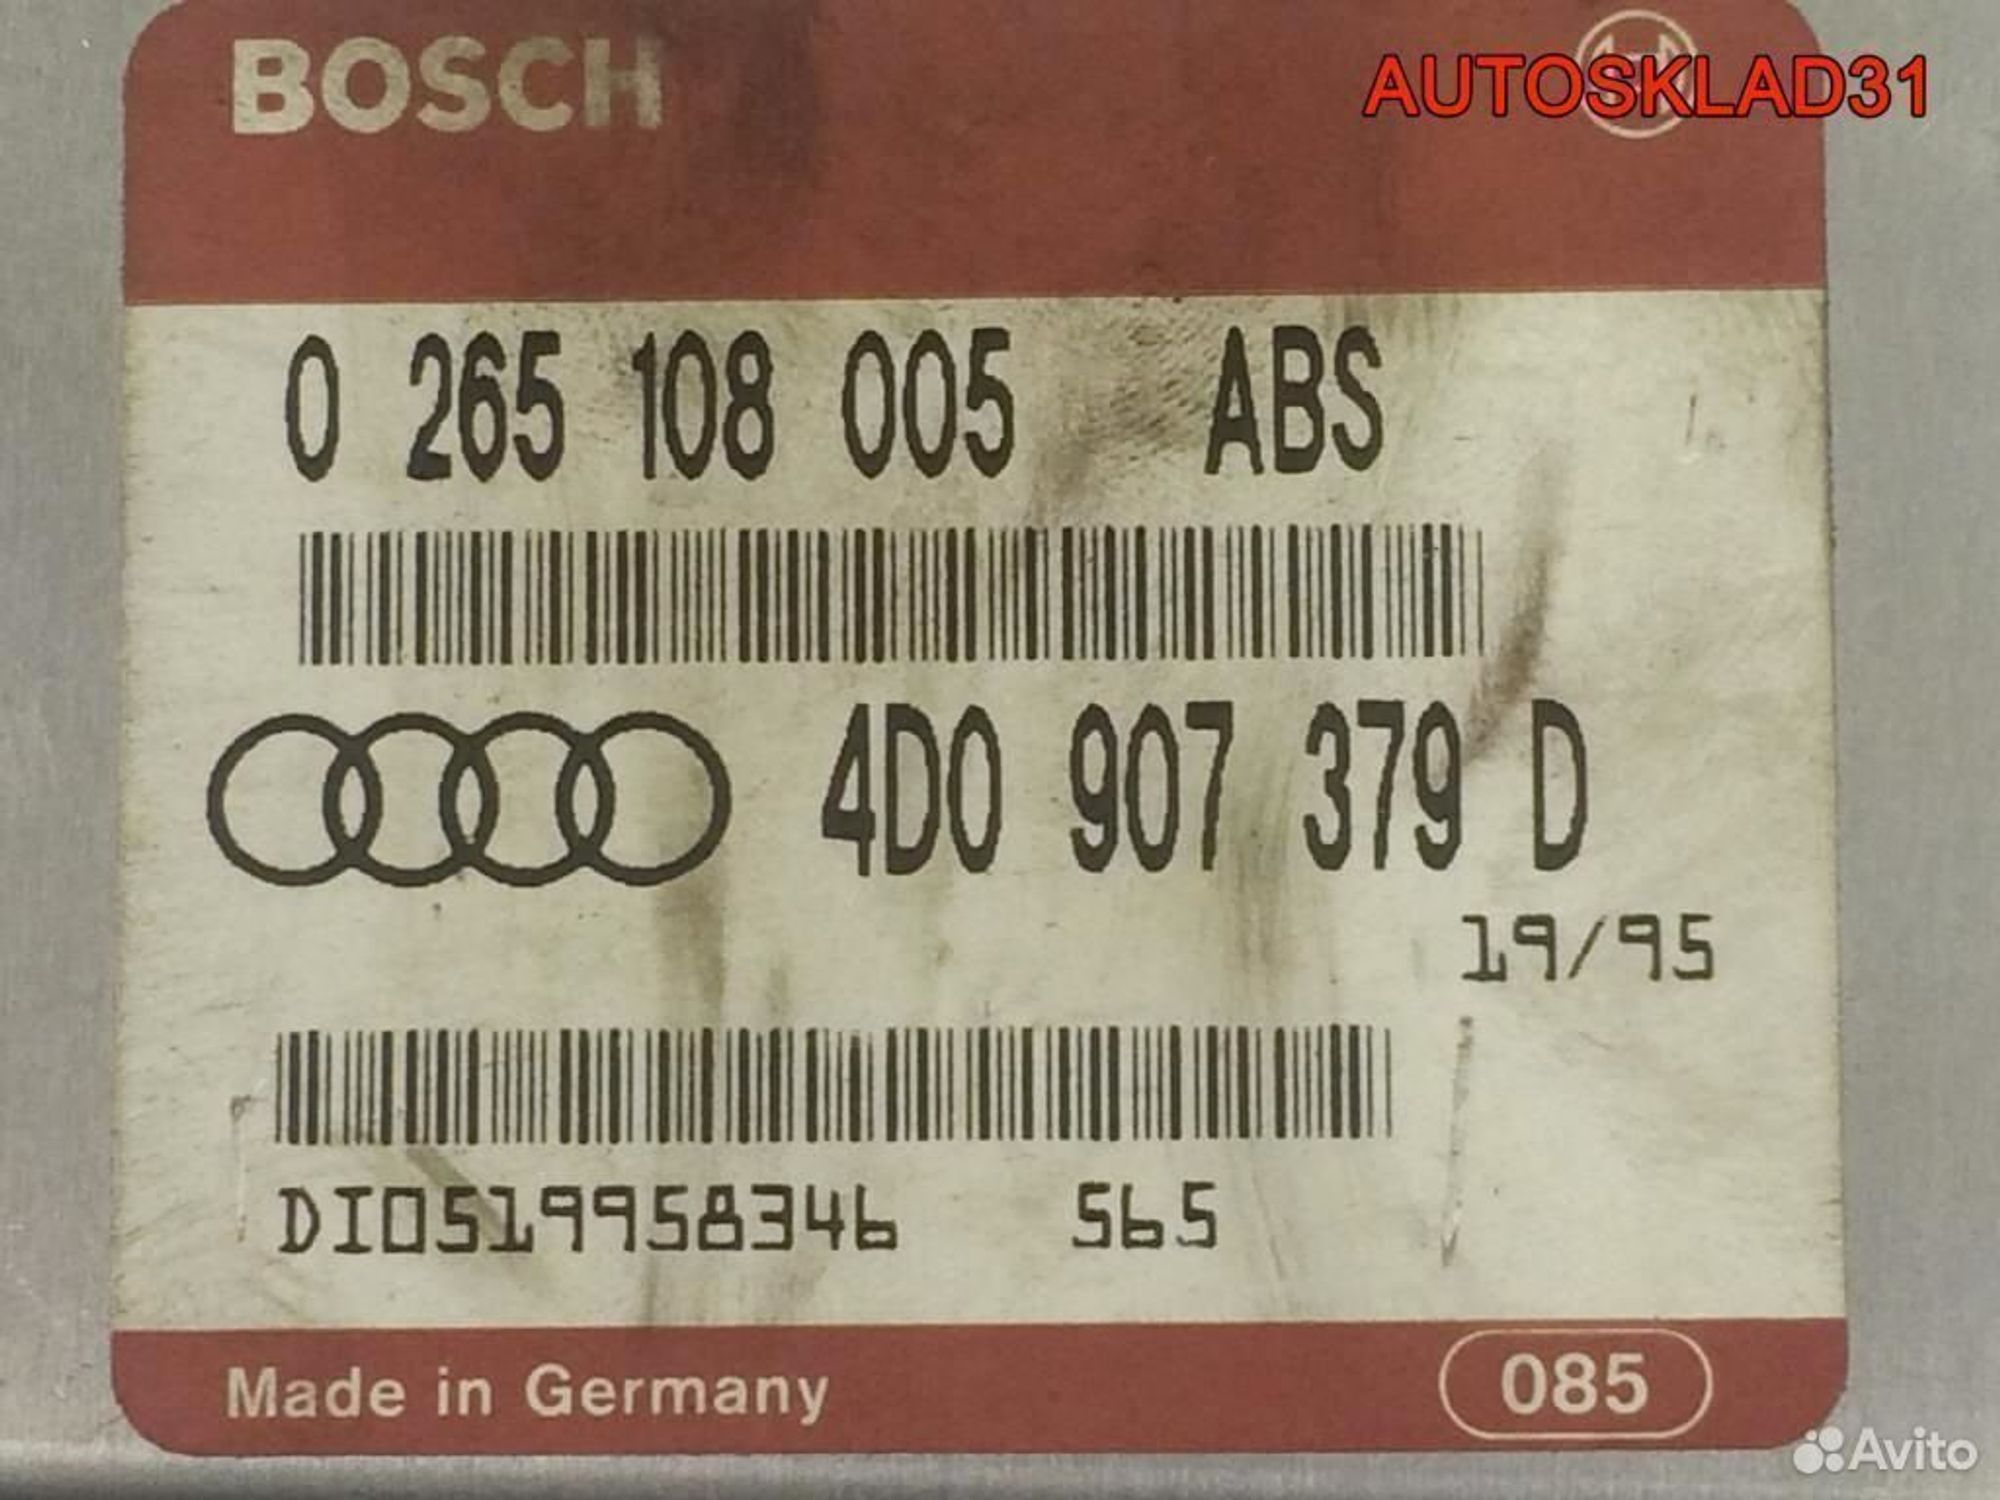 BOSCH
AUTOSKLAD31
0 265 108 005 ABS
4D0 907 379 D
19/95
DI0519958346 565
Made in Germany
085
Avito